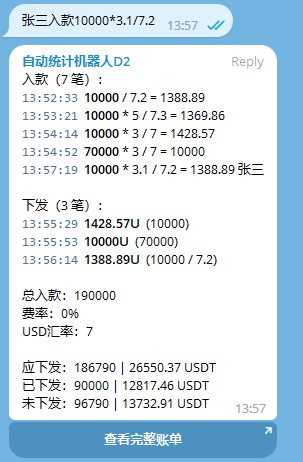 张三入款10000*3.1/7.2
13:57
自动统计机器人D2
Reply
入款（7 笔）：
13:52:33 10000 / 7.2 = 1388.89
13:53:21 10000 * 5 / 7.3 = 1369.86
13:54:14 10000 * 3 / 7 = 1428.57
13:54:52 70000 * 3 / 7 = 10000
13:57:19 10000 * 3.1 / 7.2 = 1388.89 张三
下发（3 笔）：
13:55:29 1428.57U (10000)
13:55:53 10000U (70000)
13:56:14 1388.89U (10000 / 7.2)
总入款：190000
费率：0%
USD汇率：7
应下发：186790 | 26550.37 USDT
已下发：90000 | 12817.46 USDT
未下发：96790 | 13732.91 USDT
13:57
查看完整账单